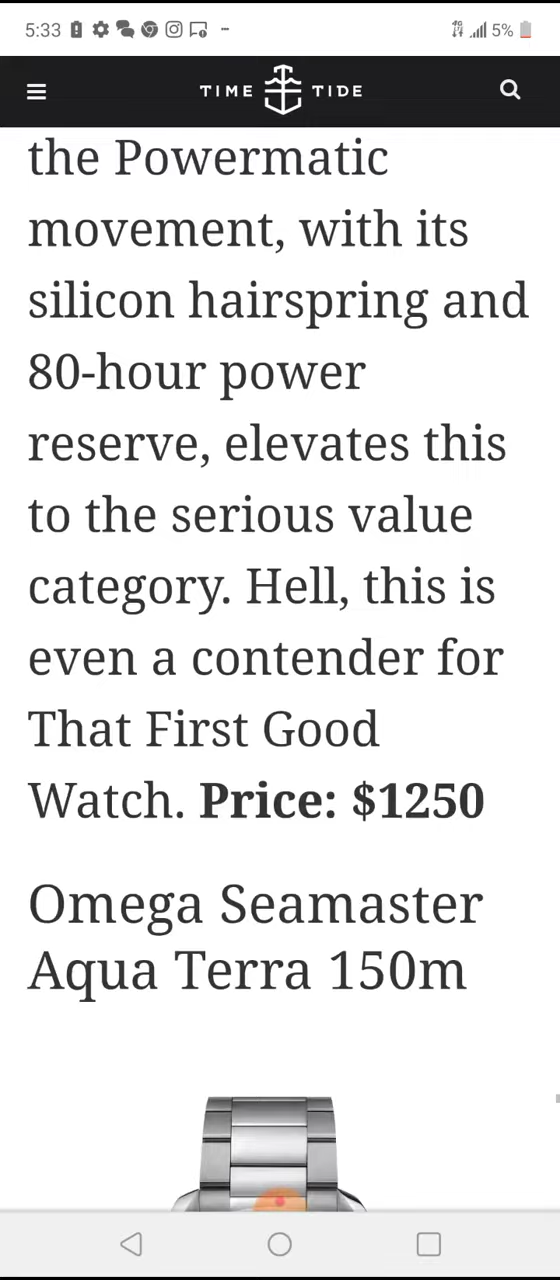 5:33
4G
5%
TIME TIDE
the Powermatic
movement, with its
silicon hairspring and
80-hour power
reserve, elevates this
to the serious value
category. Hell, this is
even a contender for
That First Good
Watch. Price: $1250
Omega Seamaster
Aqua Terra 150m